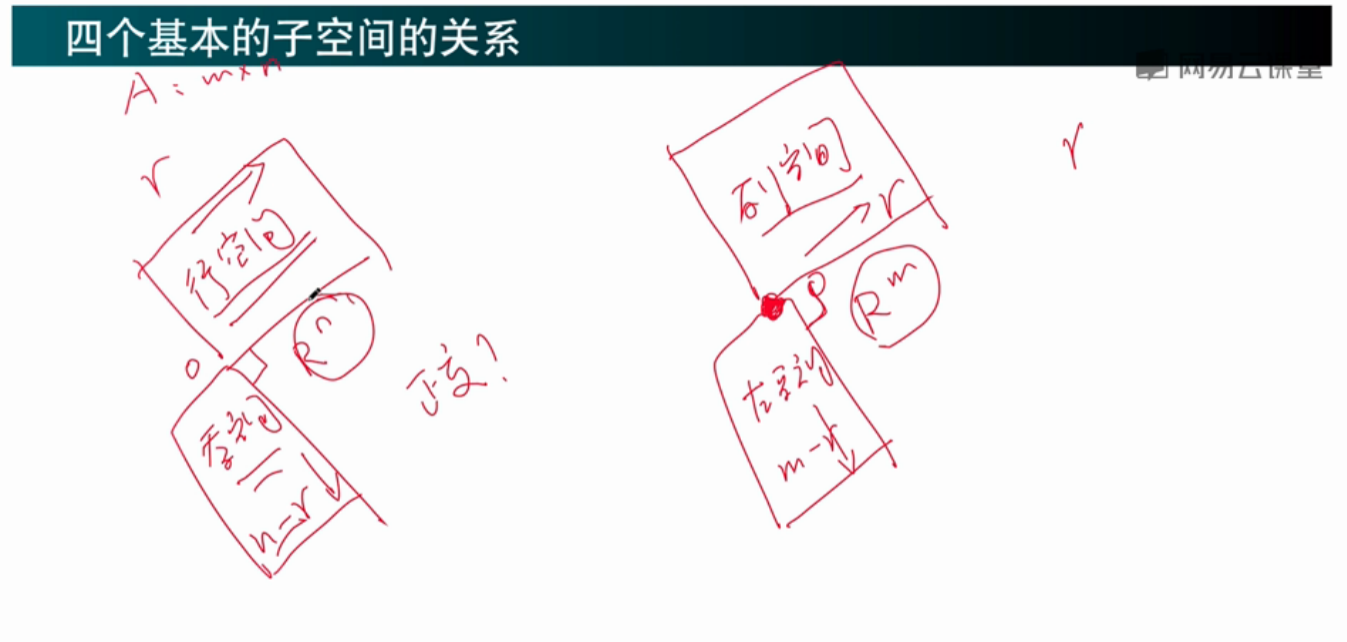 四个基本的子空间的关系
网易云课堂
A: m×n
r
行空间
R^n
0
零空间
n-r
正交?
列空间
r
R^m
左零空间
m-r
r